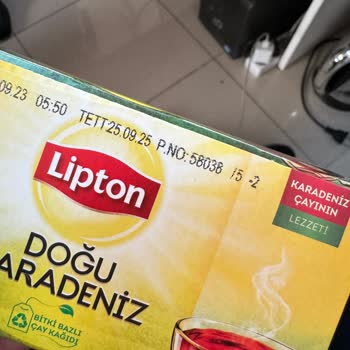 09.23 05:50 TETT25.09.25 P.NO: 58038 15 -2
Lipton
KARADENİZ
ÇAYININ
LEZZETİ
DOĞU
ARADENİZ
BİTKİ BAZLI
ÇAY KAĞIDI